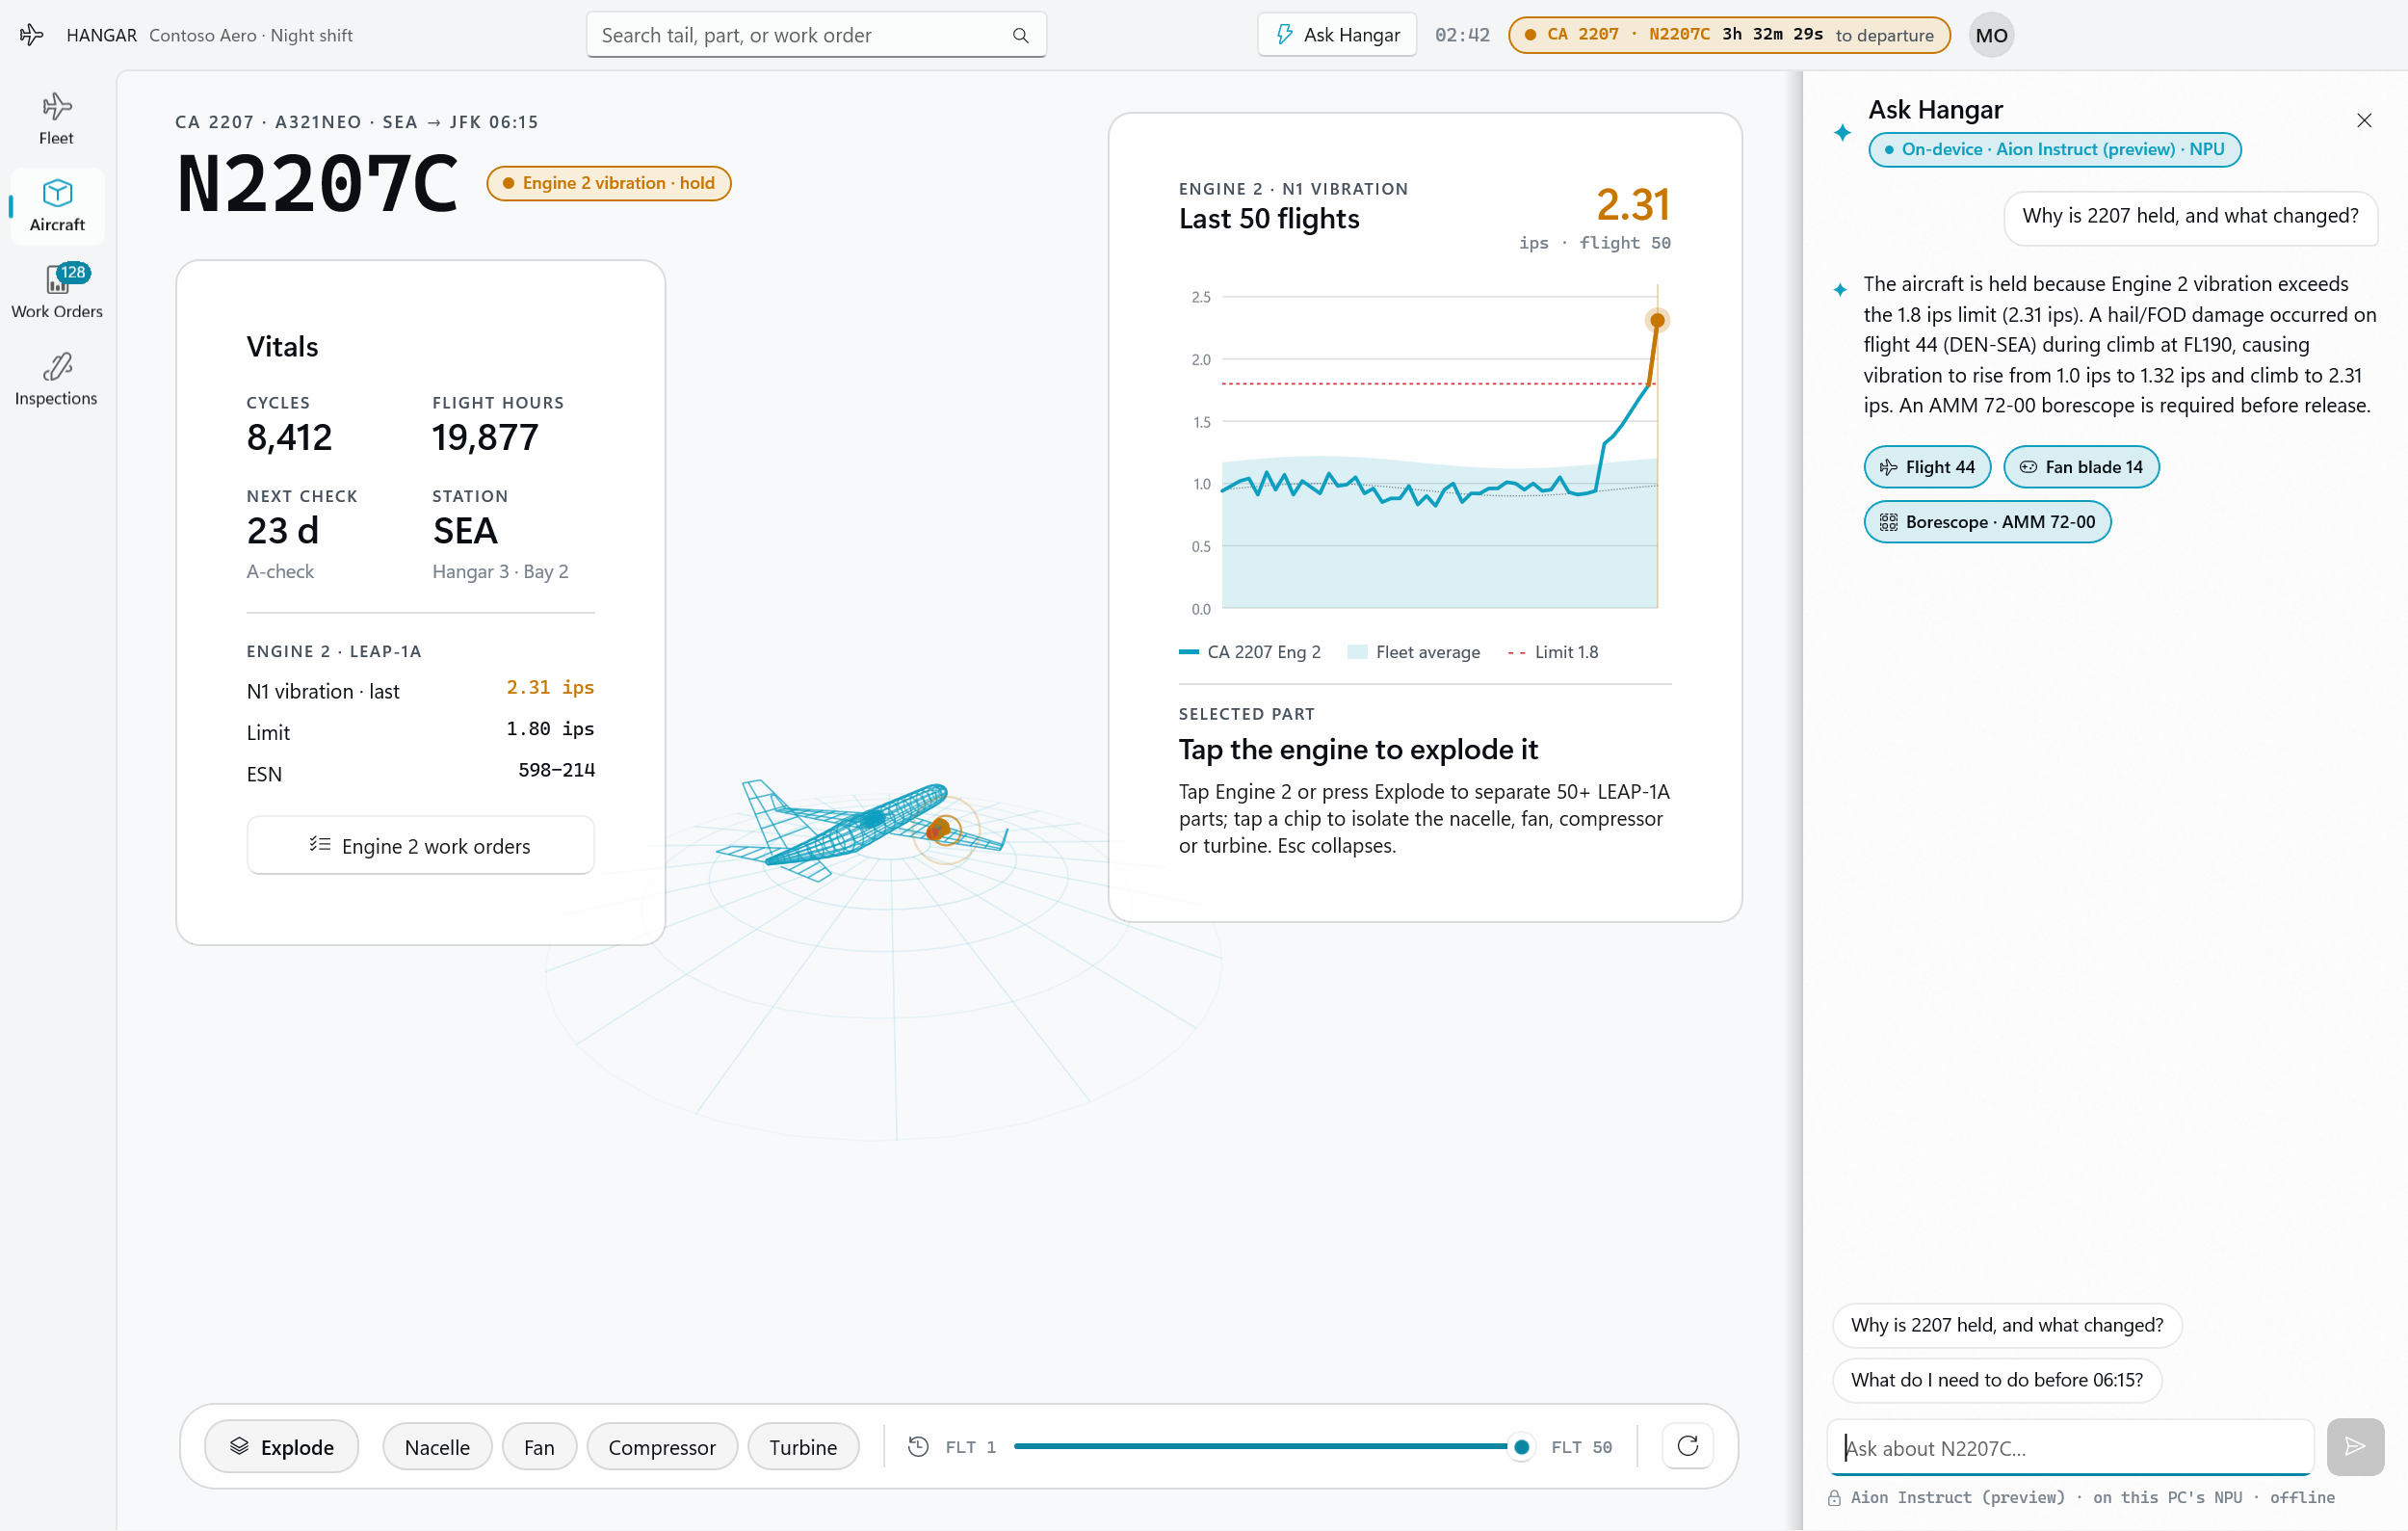 HANGAR Contoso Aero · Night shift
Search tail, part, or work order
Ask Hangar
02:42
CA 2207 · N2207C 3h 32m 29s to departure
MO
Fleet
Aircraft
128
Work Orders
Inspections
CA 2207 · A321NEO · SEA → JFK 06:15
N2207C
Engine 2 vibration · hold
Vitals
CYCLES
8,412
FLIGHT HOURS
19,877
NEXT CHECK
23 d
A-check
STATION
SEA
Hangar 3 · Bay 2
ENGINE 2 · LEAP-1A
N1 vibration · last 2.31 ips
Limit 1.80 ips
ESN 598-214
Engine 2 work orders
ENGINE 2 · N1 VIBRATION
Last 50 flights
2.31
ips · flight 50
2.5
2.0
1.5
1.0
0.5
0.0
CA 2207 Eng 2
Fleet average
Limit 1.8
SELECTED PART
Tap the engine to explode it
Tap Engine 2 or press Explode to separate 50+ LEAP-1A
parts; tap a chip to isolate the nacelle, fan, compressor
or turbine. Esc collapses.
Explode
Nacelle
Fan
Compressor
Turbine
FLT 1
FLT 50
Ask Hangar
On-device · Aion Instruct (preview) · NPU
Why is 2207 held, and what changed?
The aircraft is held because Engine 2 vibration exceeds
the 1.8 ips limit (2.31 ips). A hail/FOD damage occurred on
flight 44 (DEN-SEA) during climb at FL190, causing
vibration to rise from 1.0 ips to 1.32 ips and climb to 2.31
ips. An AMM 72-00 borescope is required before release.
Flight 44
Fan blade 14
Borescope · AMM 72-00
Why is 2207 held, and what changed?
What do I need to do before 06:15?
Ask about N2207C...
Aion Instruct (preview) · on this PC's NPU · offline